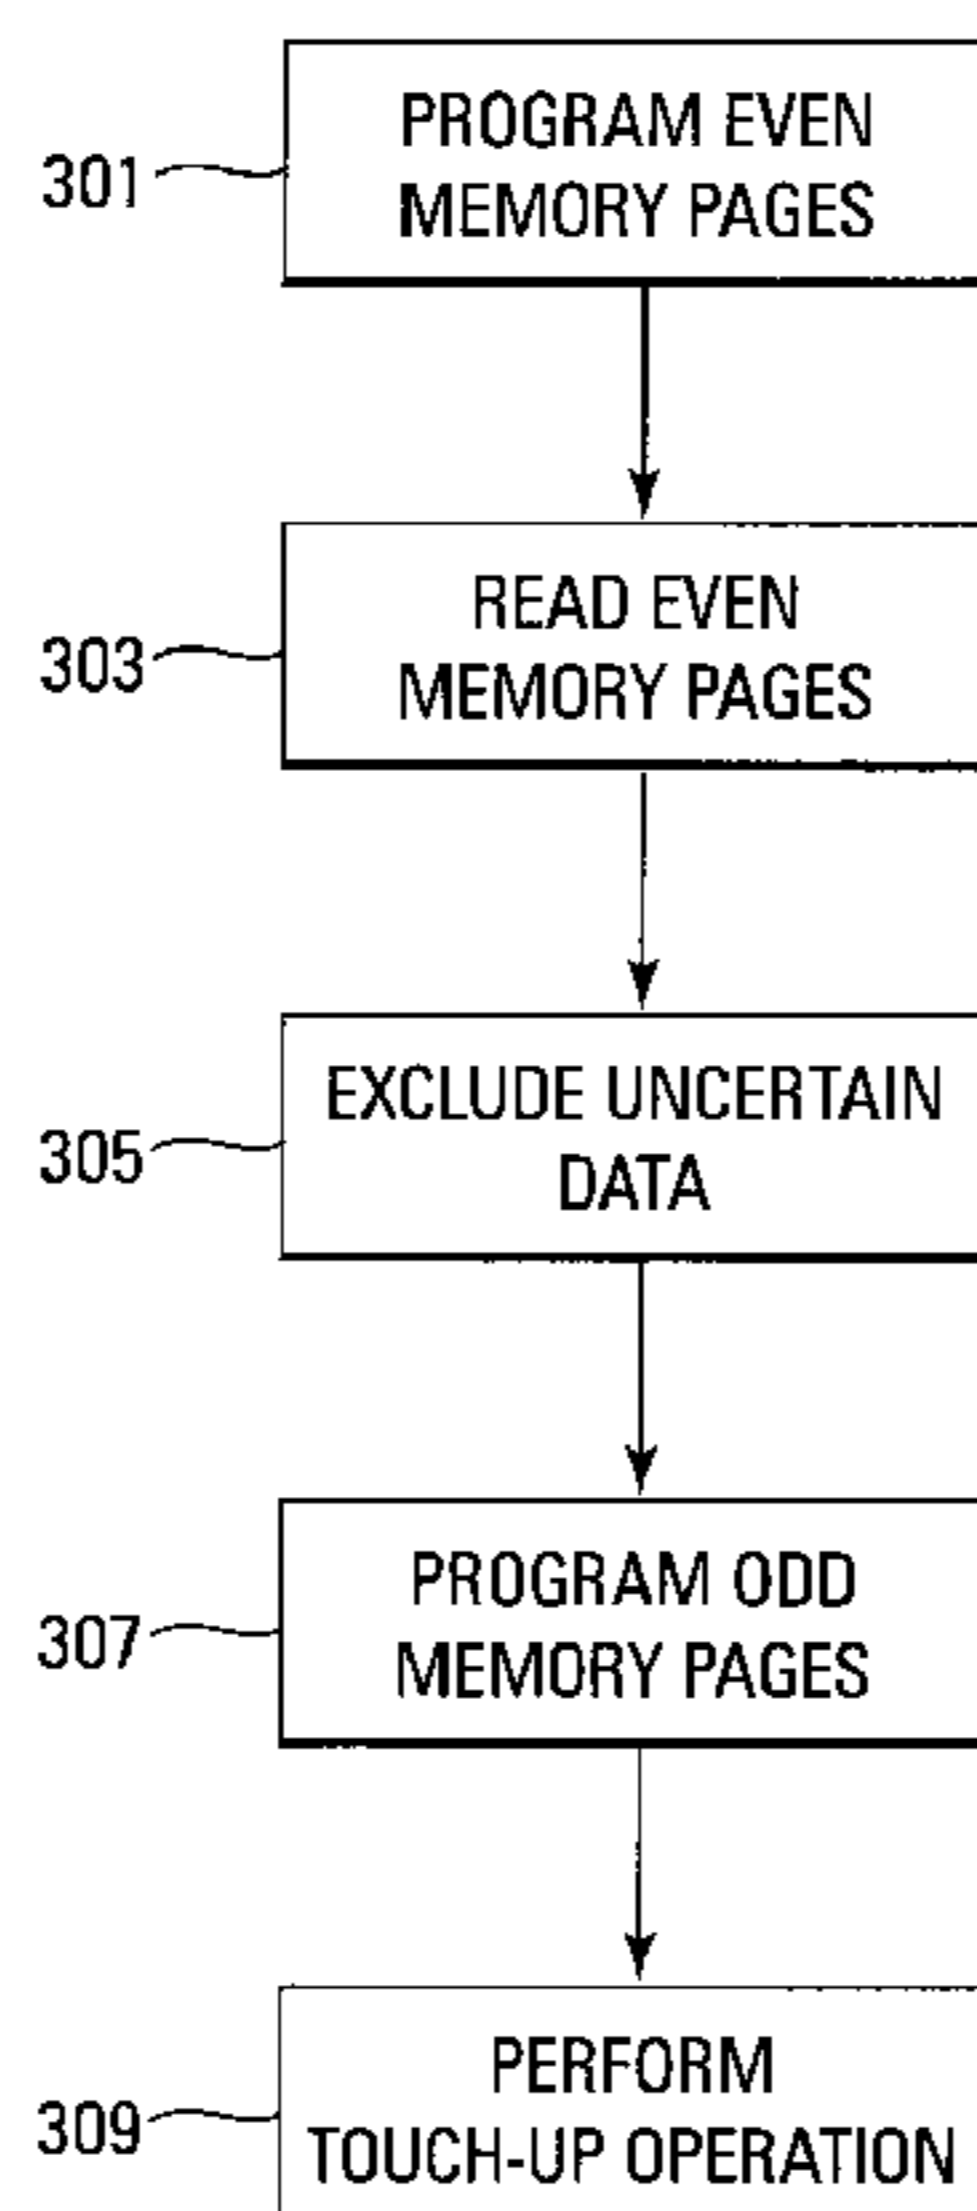 301
PROGRAM EVEN
MEMORY PAGES
303
READ EVEN
MEMORY PAGES
305
EXCLUDE UNCERTAIN
DATA
307
PROGRAM ODD
MEMORY PAGES
309
PERFORM
TOUCH-UP OPERATION